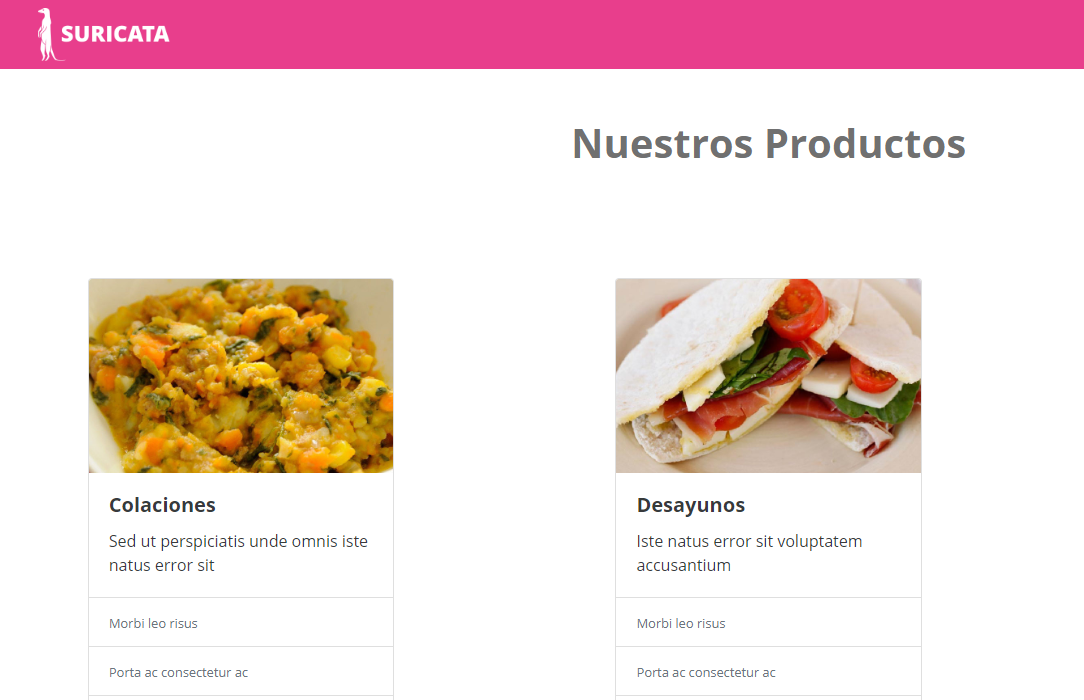 SURICATA
Nuestros Productos
Colaciones
Sed ut perspiciatis unde omnis iste
natus error sit
Morbi leo risus
Porta ac consectetur ac
Desayunos
Iste natus error sit voluptatem
accusantium
Morbi leo risus
Porta ac consectetur ac